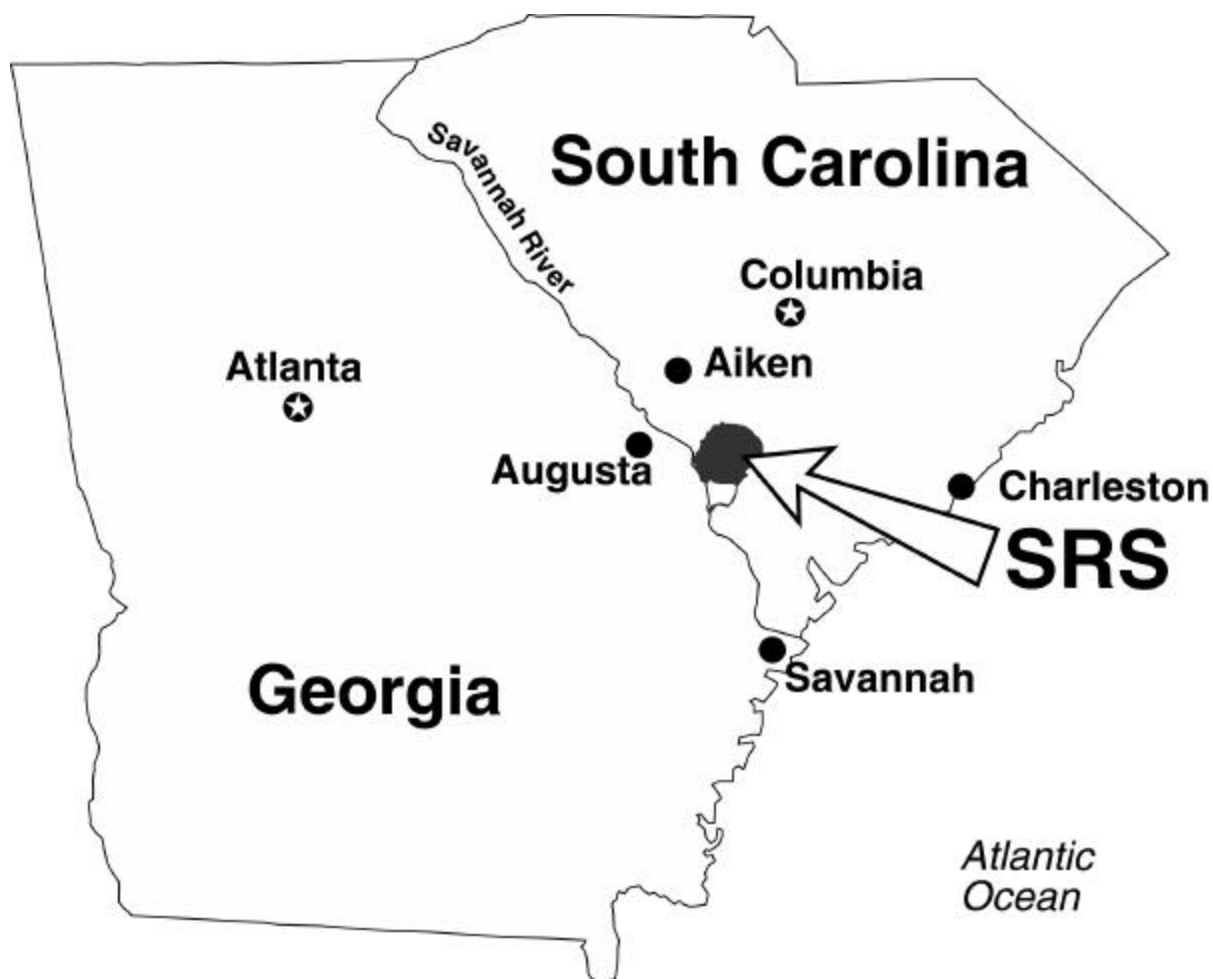 Savannah River
South Carolina
Columbia
Aiken
Atlanta
Augusta
Charleston
SRS
Georgia
Savannah
Atlantic
Ocean